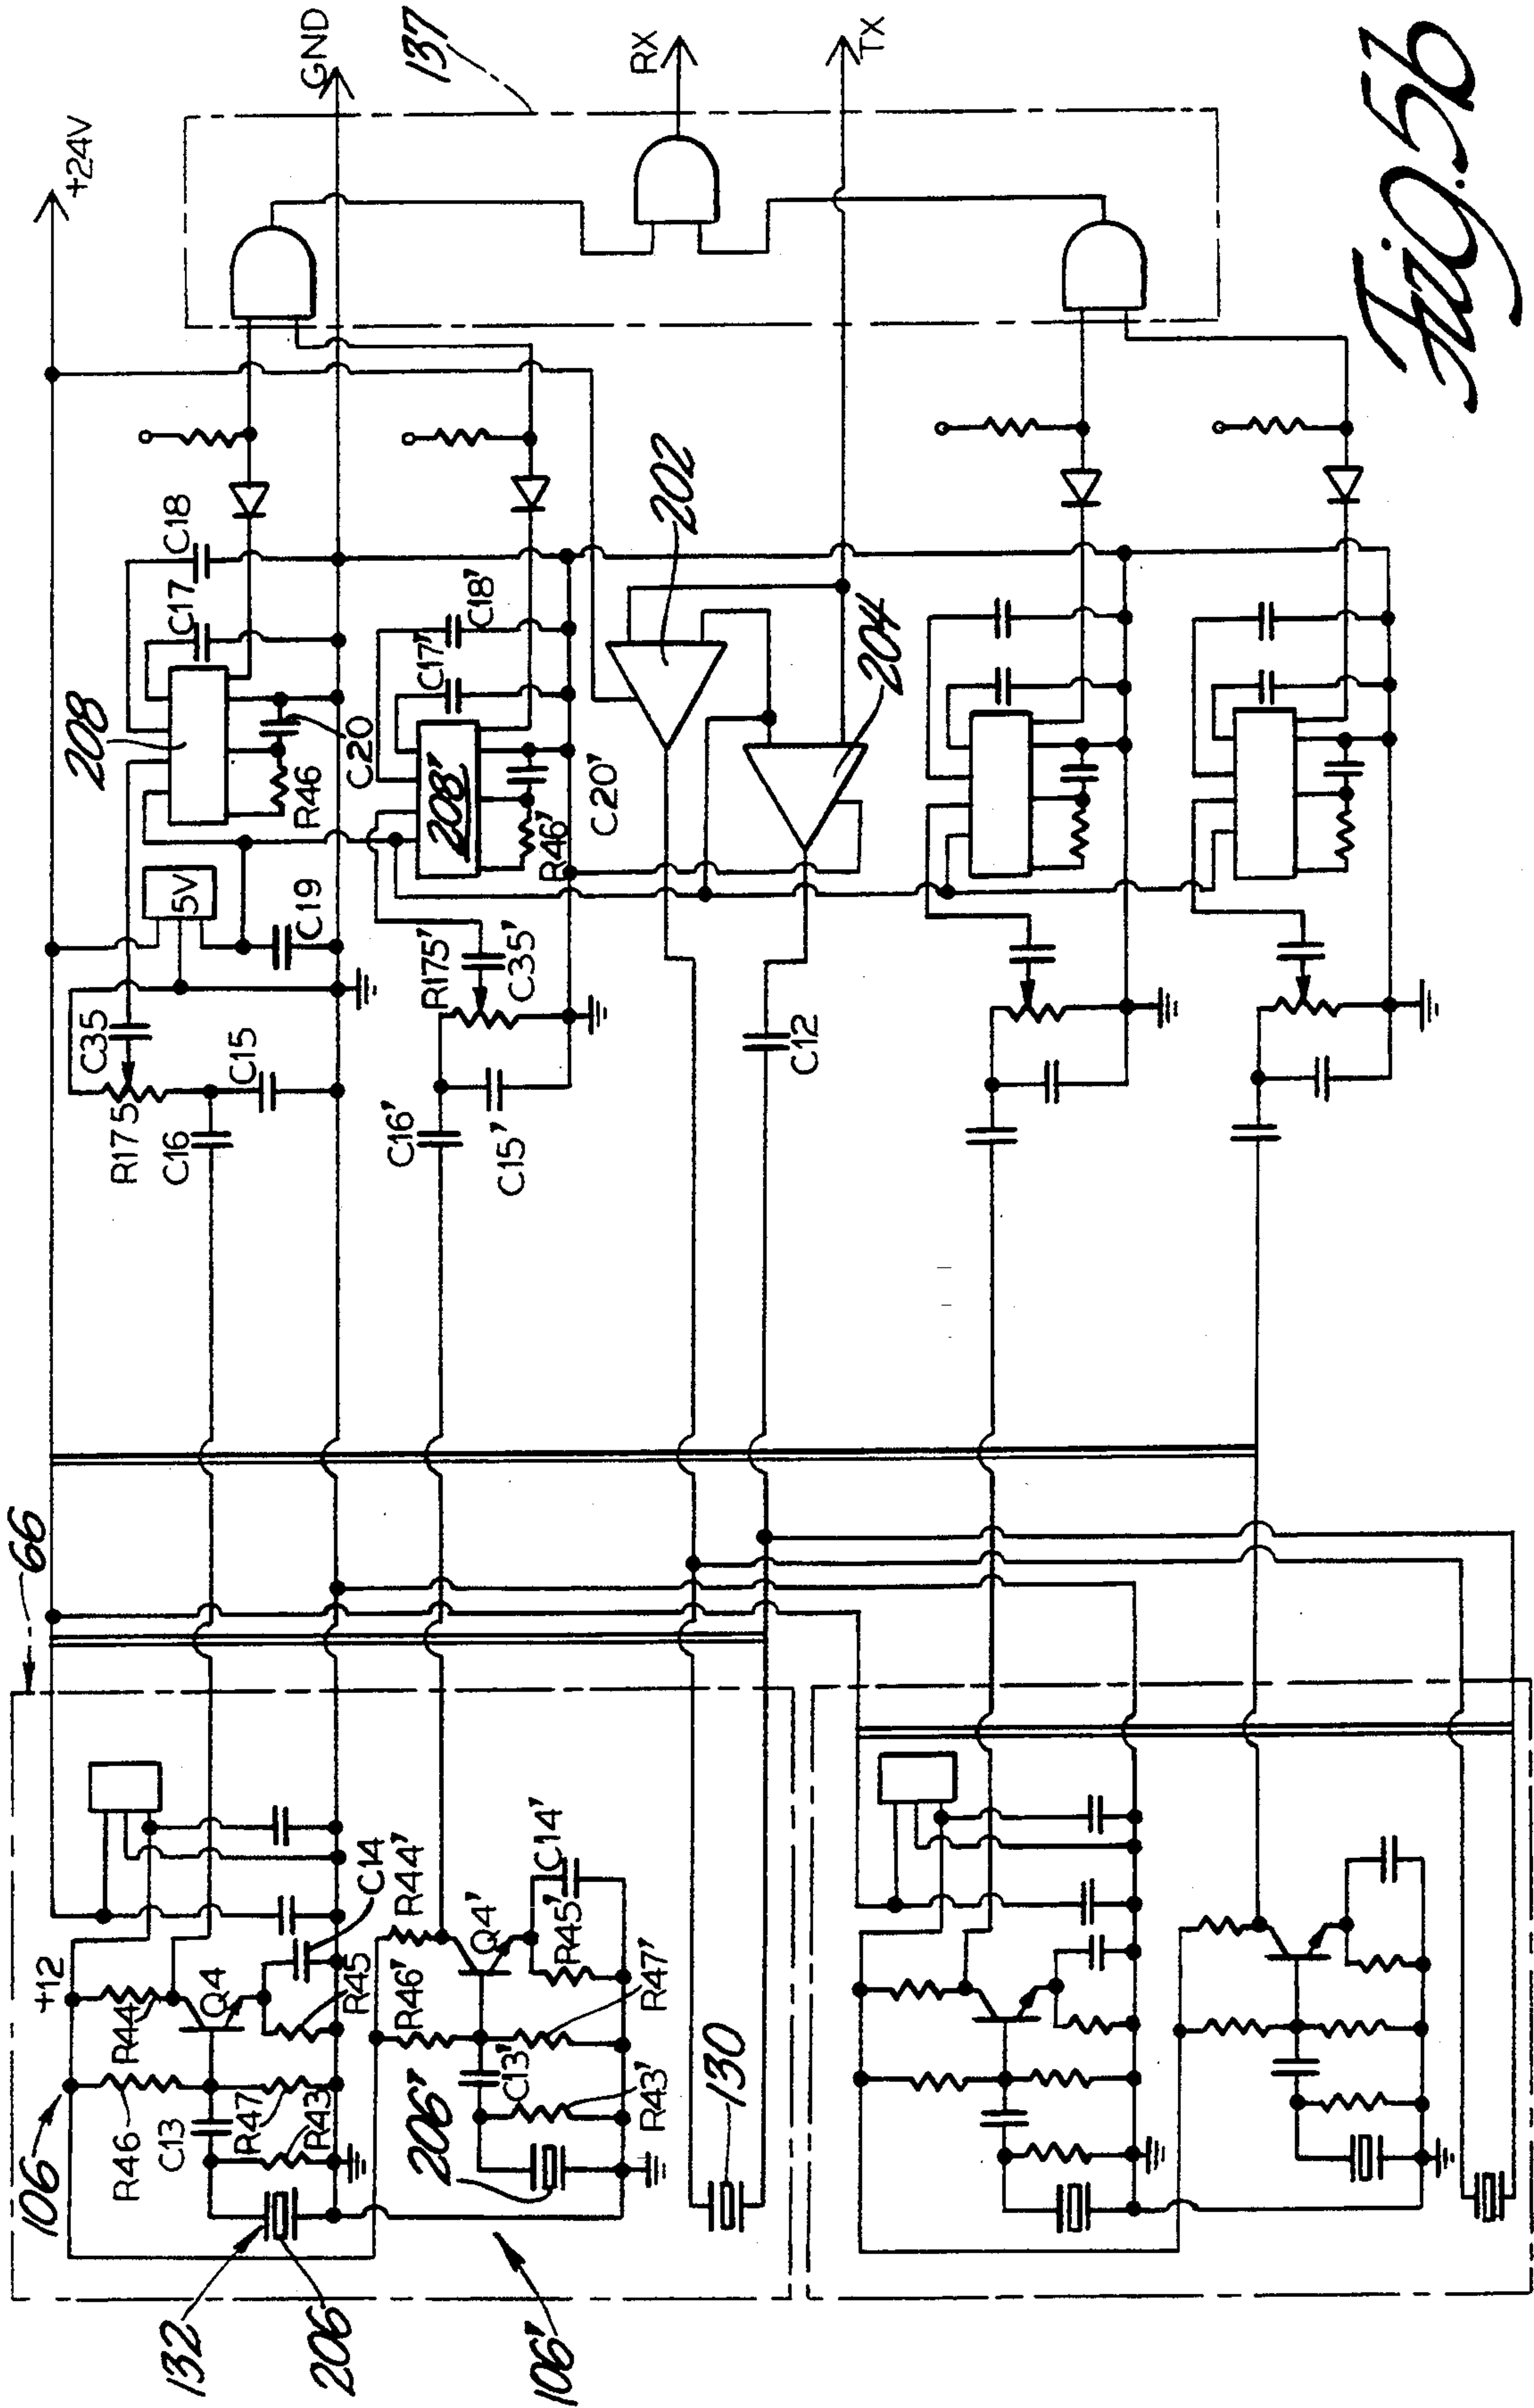 +24V
GND
137
RX
TX
Fig. 5b
C18
C17
208
C20
R46
5V
C19
C35
R175
C16
C15
C18'
C17'
208'
R46'
C20'
R175'
C35'
C16'
C15'
202
204
C12
66
+12
106
R44
Q4
C14
R45
R46
C13
R47
R43
132
206
R44'
C14'
Q4'
R45'
R46'
R47'
C13'
R43'
206'
106'
130